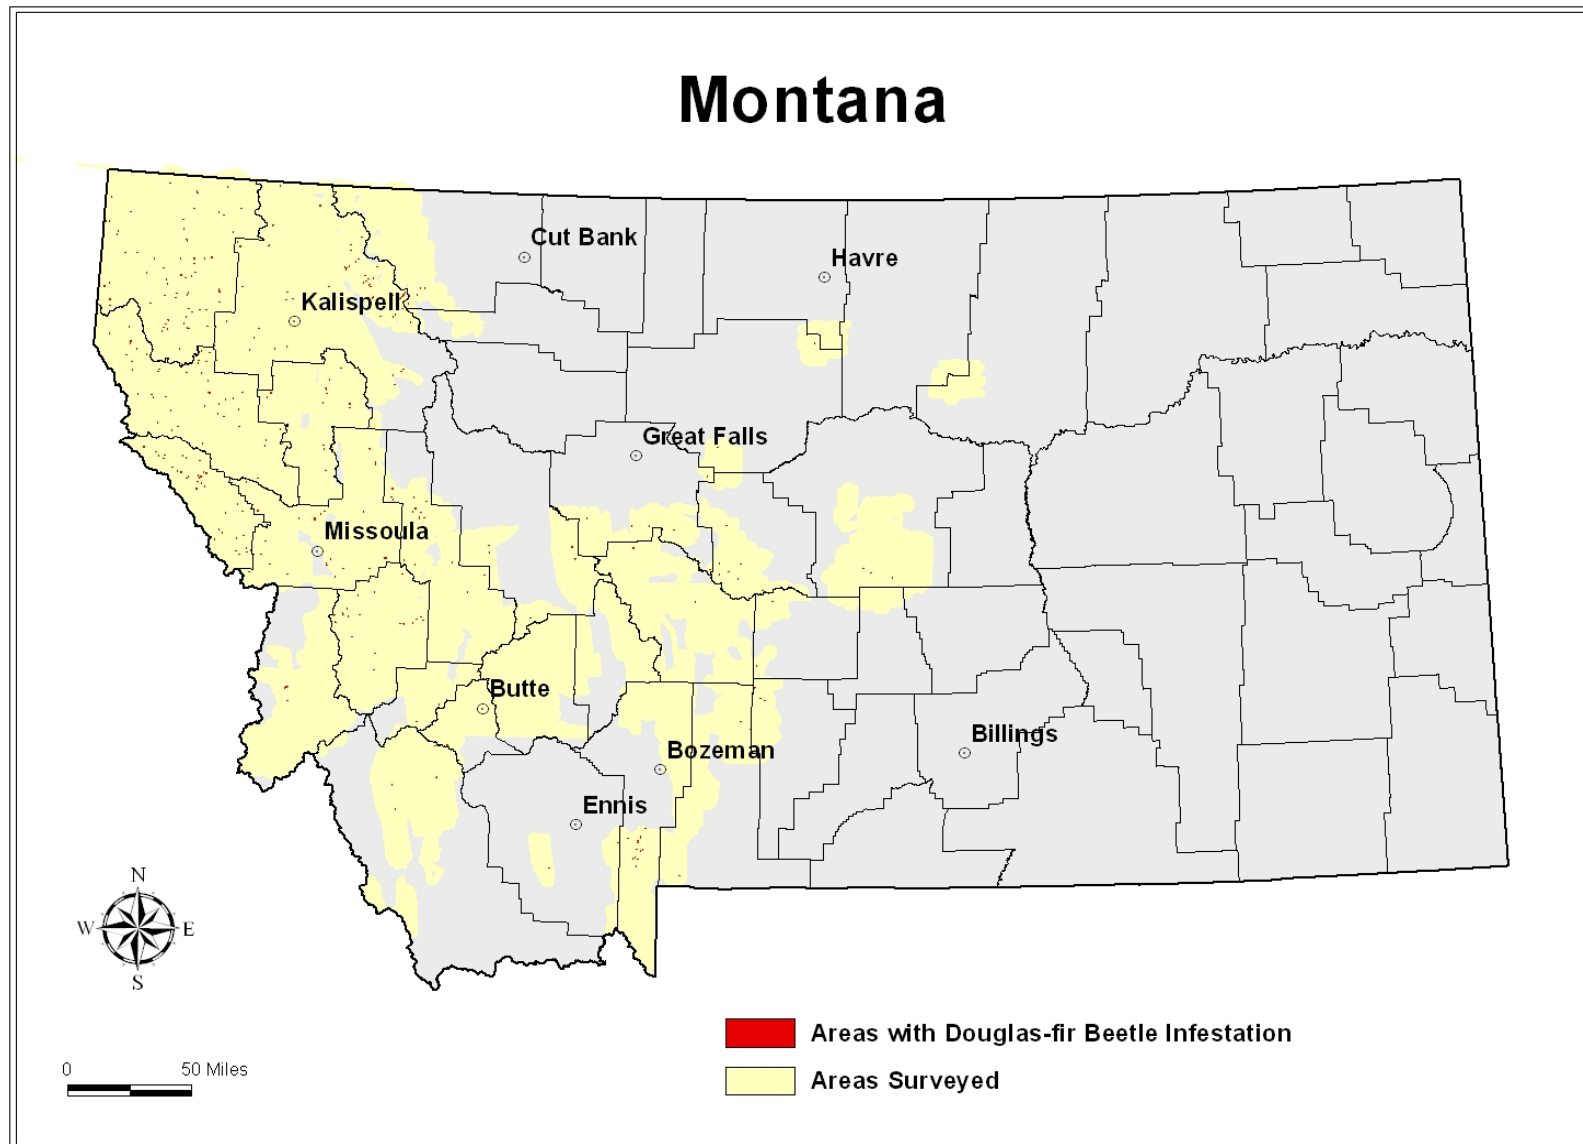 Montana
Cut Bank
Havre
Kalispell
Great Falls
Missoula
Butte
Billings
Bozeman
Ennis
N
W E
S
0 50 Miles
Areas with Douglas-fir Beetle Infestation
Areas Surveyed